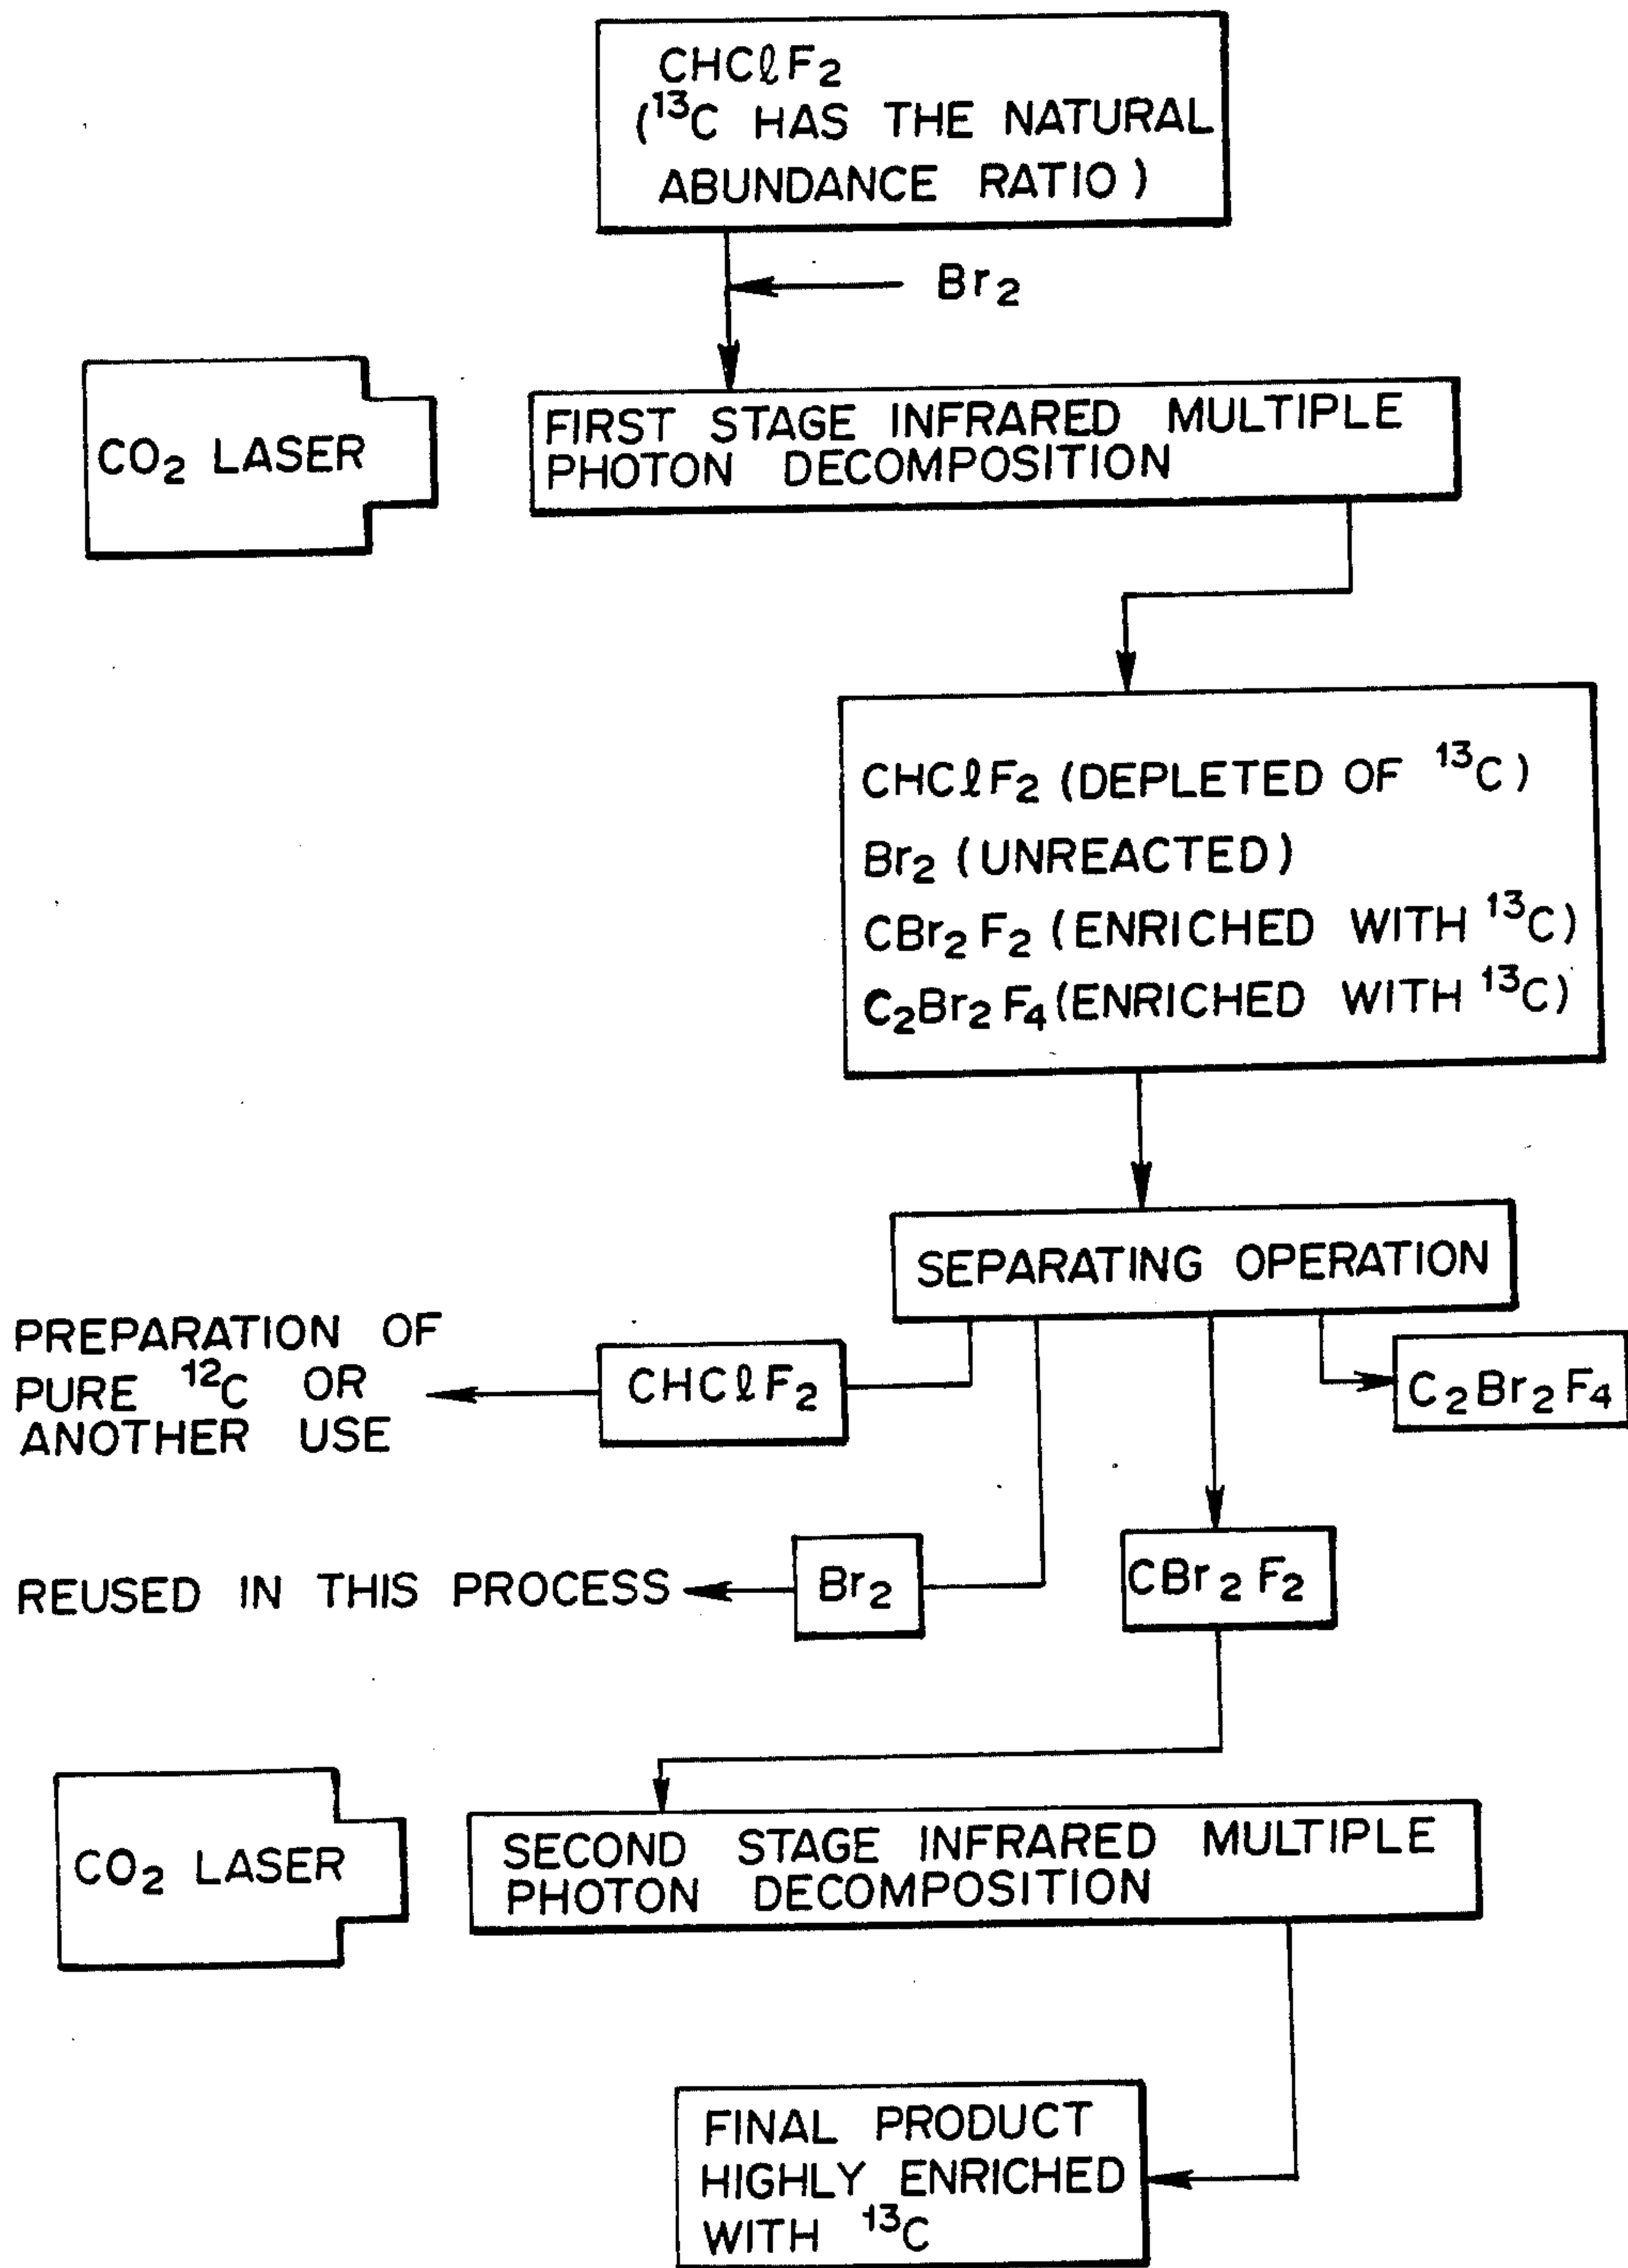 CHCℓF₂
(¹³C HAS THE NATURAL
ABUNDANCE RATIO)
Br₂
CO₂ LASER
FIRST STAGE INFRARED MULTIPLE
PHOTON DECOMPOSITION
CHCℓF₂ (DEPLETED OF ¹³C)
Br₂ (UNREACTED)
CBr₂F₂ (ENRICHED WITH ¹³C)
C₂Br₂F₄ (ENRICHED WITH ¹³C)
SEPARATING OPERATION
PREPARATION OF
PURE ¹²C OR
ANOTHER USE
CHCℓF₂
C₂Br₂F₄
REUSED IN THIS PROCESS
Br₂
CBr₂F₂
CO₂ LASER
SECOND STAGE INFRARED MULTIPLE
PHOTON DECOMPOSITION
FINAL PRODUCT
HIGHLY ENRICHED
WITH ¹³C